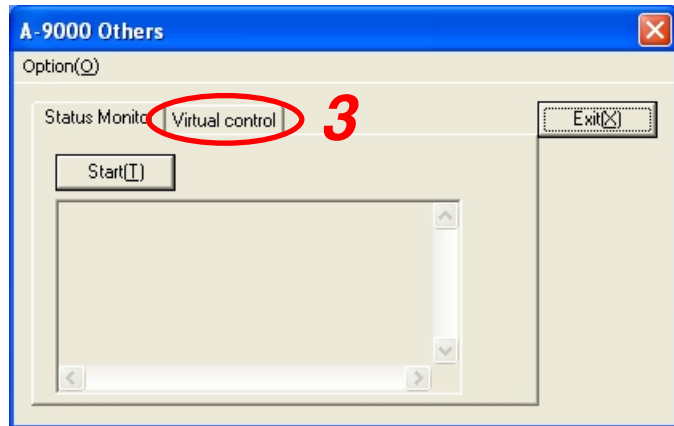 A-9000 Others
Option(O)
Status Monito Virtual control 3 Exit(X)
Start(T)